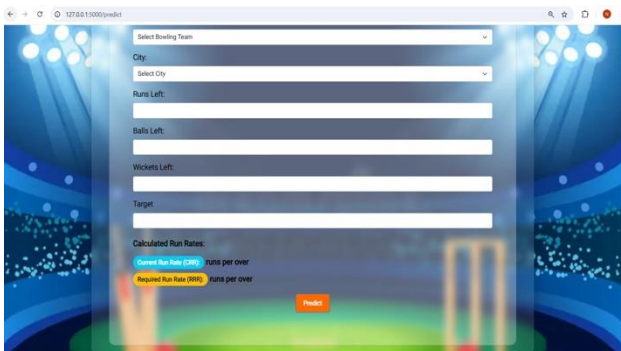 127.0.0.1:5000/predict
Select Bowling Team
City:
Select City
Runs Left:
Balls Left:
Wickets Left:
Target
Calculated Run Rates:
Current Run Rate (CRR): runs per over
Required Run Rate (RRR): runs per over
Predict